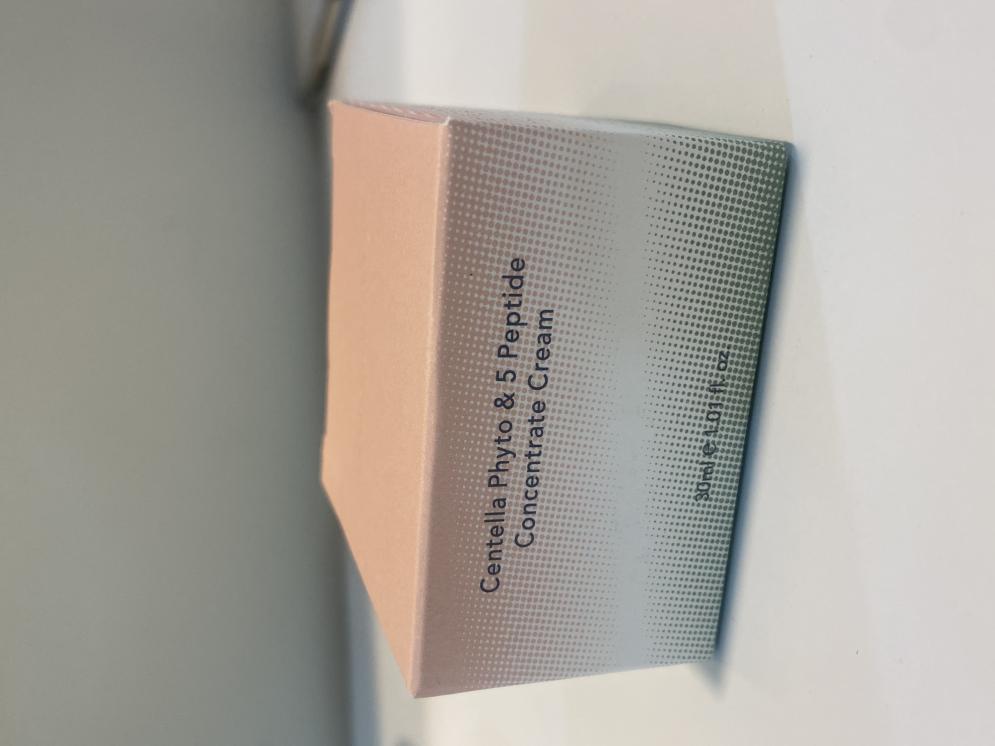 Centella Phyto & 5 Peptide
Concentrate Cream
30ml ℮ 1.01 fl. oz